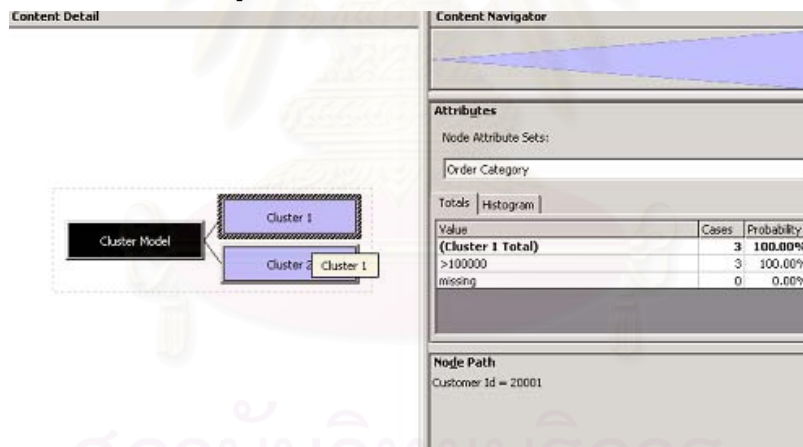 Content Detail
Cluster Model
Cluster 1
Cluster 2
Cluster 1
Content Navigator
Attributes
Node Attribute Sets:
Order Category
Totals Histogram
Value Cases Probability
(Cluster 1 Total) 3 100.00%
>100000 3 100.00%
missing 0 0.00%
Node Path
Customer Id = 20001